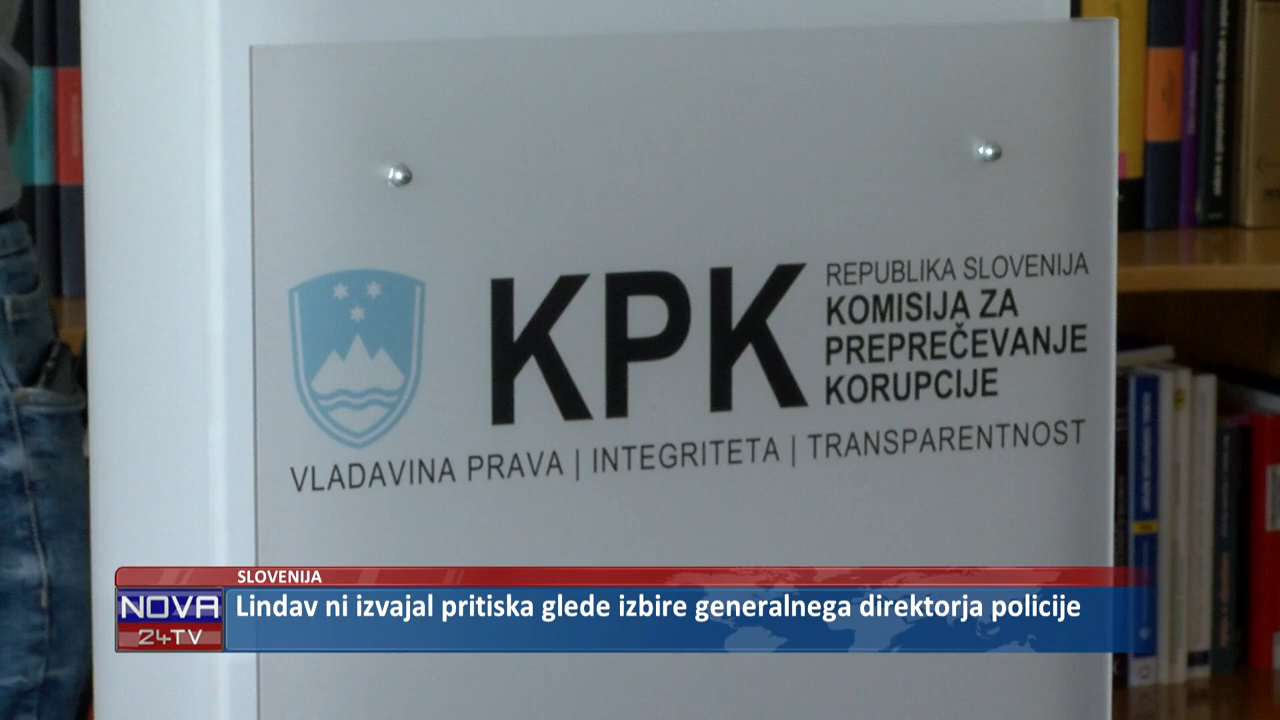 KPK
REPUBLIKA SLOVENIJA
KOMISIJA ZA
PREPREČEVANJE
KORUPCIJE
VLADAVINA PRAVA | INTEGRITETA | TRANSPARENTNOST
SLOVENIJA
NOVA
24TV
Lindav ni izvajal pritiska glede izbire generalnega direktorja policije